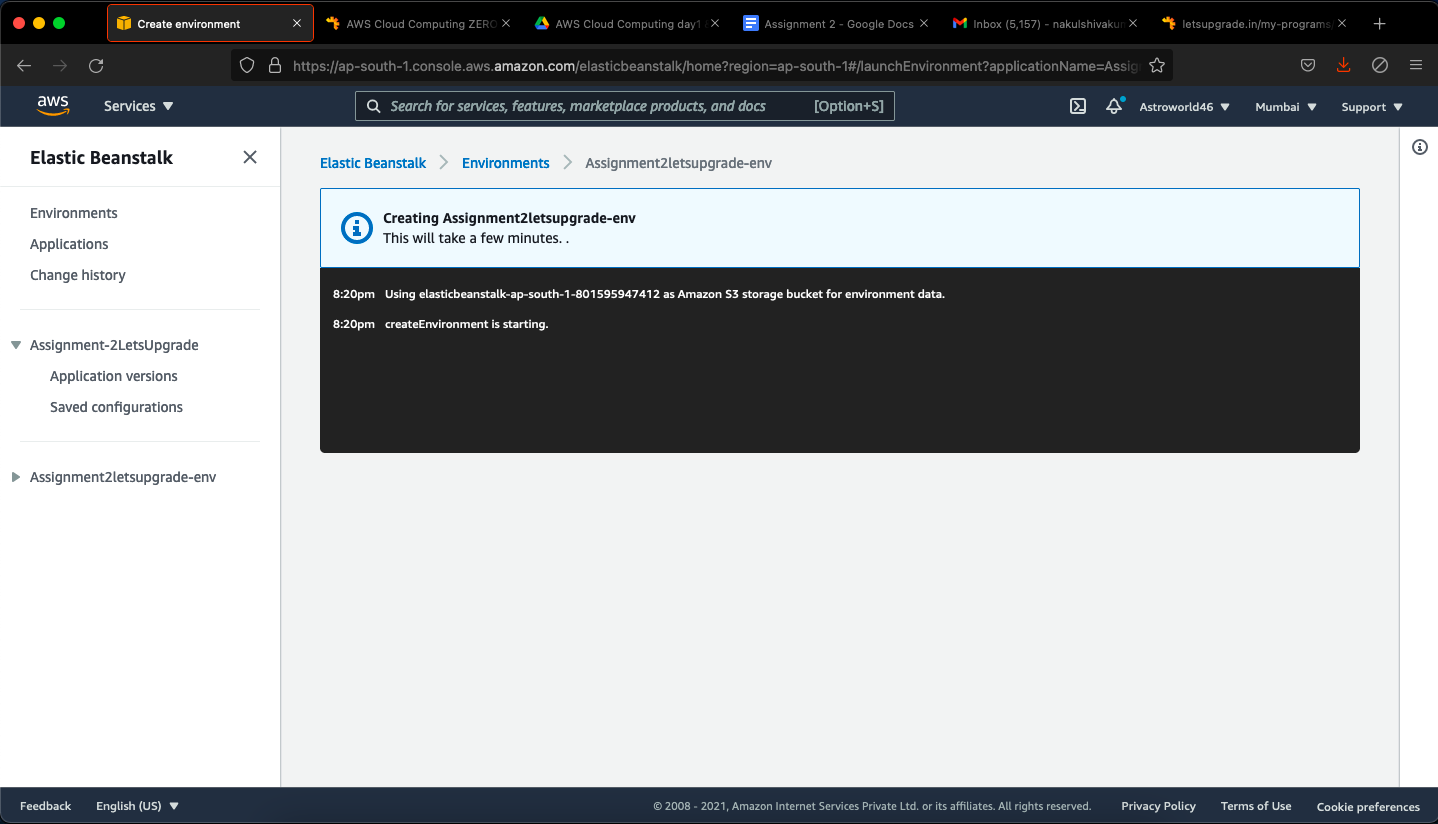 Create environment
AWS Cloud Computing ZERO
AWS Cloud Computing day1
Assignment 2 - Google Docs
Inbox (5,157) - nakulshivakum
letsupgrade.in/my-programs/
https://ap-south-1.console.aws.amazon.com/elasticbeanstalk/home?region=ap-south-1#/launchEnvironment?applicationName=Assig
aws
Services
Search for services, features, marketplace products, and docs
[Option+S]
Astroworld46
Mumbai
Support
Elastic Beanstalk
Environments
Applications
Change history
Assignment-2LetsUpgrade
Application versions
Saved configurations
Assignment2letsupgrade-env
Elastic Beanstalk
Environments
Assignment2letsupgrade-env
Creating Assignment2letsupgrade-env
This will take a few minutes. .
8:20pm Using elasticbeanstalk-ap-south-1-801595947412 as Amazon S3 storage bucket for environment data.
8:20pm createEnvironment is starting.
Feedback
English (US)
© 2008 - 2021, Amazon Internet Services Private Ltd. or its affiliates. All rights reserved.
Privacy Policy
Terms of Use
Cookie preferences